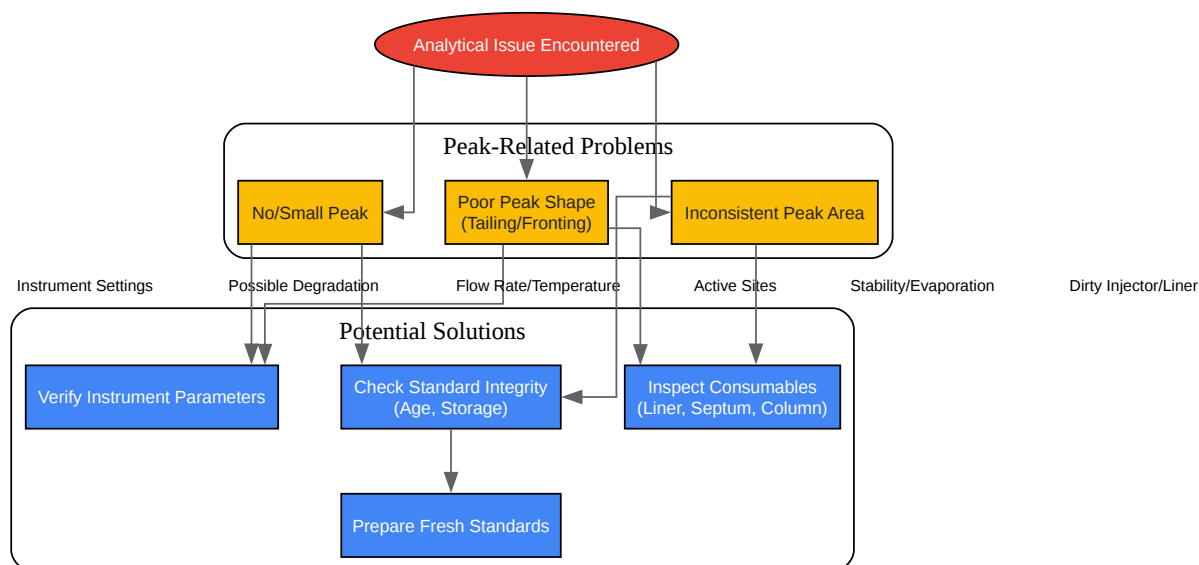 Analytical Issue Encountered
Peak-Related Problems
No/Small Peak
Poor Peak Shape
(Tailing/Fronting)
Inconsistent Peak Area
Instrument Settings
Possible Degradation
Flow Rate/Temperature
Active Sites
Stability/Evaporation
Dirty Injector/Liner
Potential Solutions
Verify Instrument Parameters
Check Standard Integrity
(Age, Storage)
Inspect Consumables
(Liner, Septum, Column)
Prepare Fresh Standards